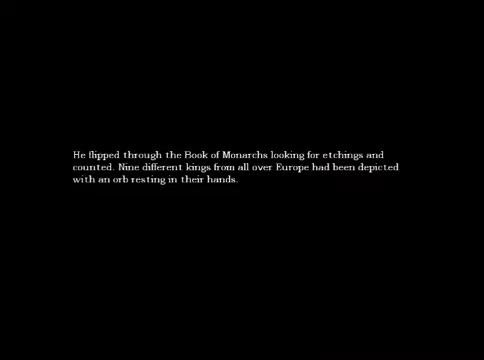 He flipped through the Book of Monarchs looking for etchings and
counted. Nine different kings from all over Europe had been depicted
with an orb resting in their hands.